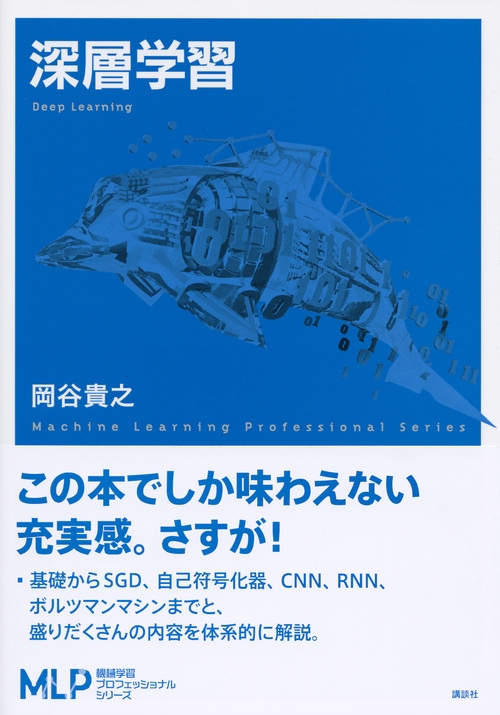 深層学習
Deep Learning
岡谷貴之
Machine Learning Professional Series
この本でしか味わえない
充実感。さすが!
・基礎からSGD、自己符号化器、CNN、RNN、
ボルツマンマシンまでと、
盛りだくさんの内容を体系的に解説。
MLP
機械学習
プロフェッショナル
シリーズ
講談社